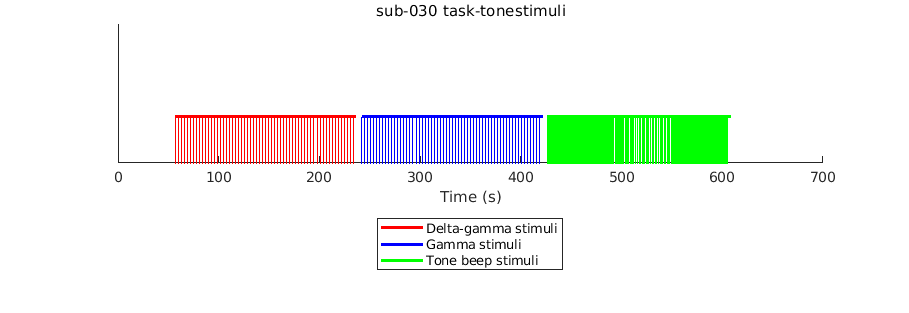 sub-030 task-tonestimuli
0 100 200 300 400 500 600 700
Time (s)
Delta-gamma stimuli
Gamma stimuli
Tone beep stimuli